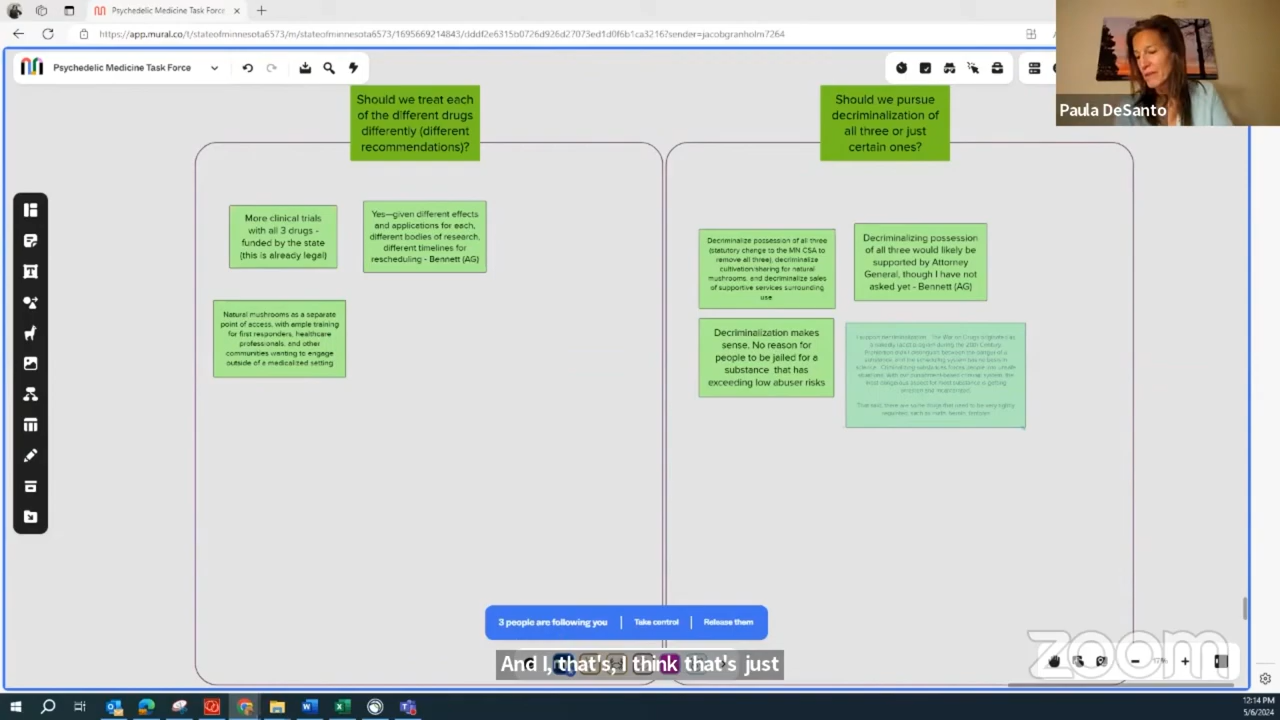 Psychedelic Medicine Task Force
https://app.mural.co/t/stateofminnesota6573/m/stateofminnesota6573/1695669214843/dddf2e6315b0726d926d27073ed1d0f6b1ca3216?sender=jacobgranholm7264
Psychedelic Medicine Task Force
Paula DeSanto
Should we treat each
of the different drugs
differently (different
recommendations)?
More clinical trials
with all 3 drugs -
funded by the state
(this is already legal)
Yes—given different effects
and applications for each,
different bodies of research,
different timelines for
rescheduling - Bennett (AG)
Natural mushrooms as a separate
point of access, with ample training
for first responders, healthcare
professionals, and other
communities wanting to engage
outside of a medicalized setting
Should we pursue
decriminalization of
all three or just
certain ones?
Decriminalize possession of all three
(statutory change to the MN CSA to
remove all three), decriminalize
cultivation/sharing for natural
mushrooms, and decriminalize sales
of supportive services surrounding
use
Decriminalizing possession
of all three would likely be
supported by Attorney
General, though I have not
asked yet - Bennett (AG)
Decriminalization makes
sense. No reason for
people to be jailed for a
substance that has
exceeding low abuser risks
3 people are following you
Take control
Release them
And I, that's, I think that's just
zoom
17%
12:14 PM
5/6/2024